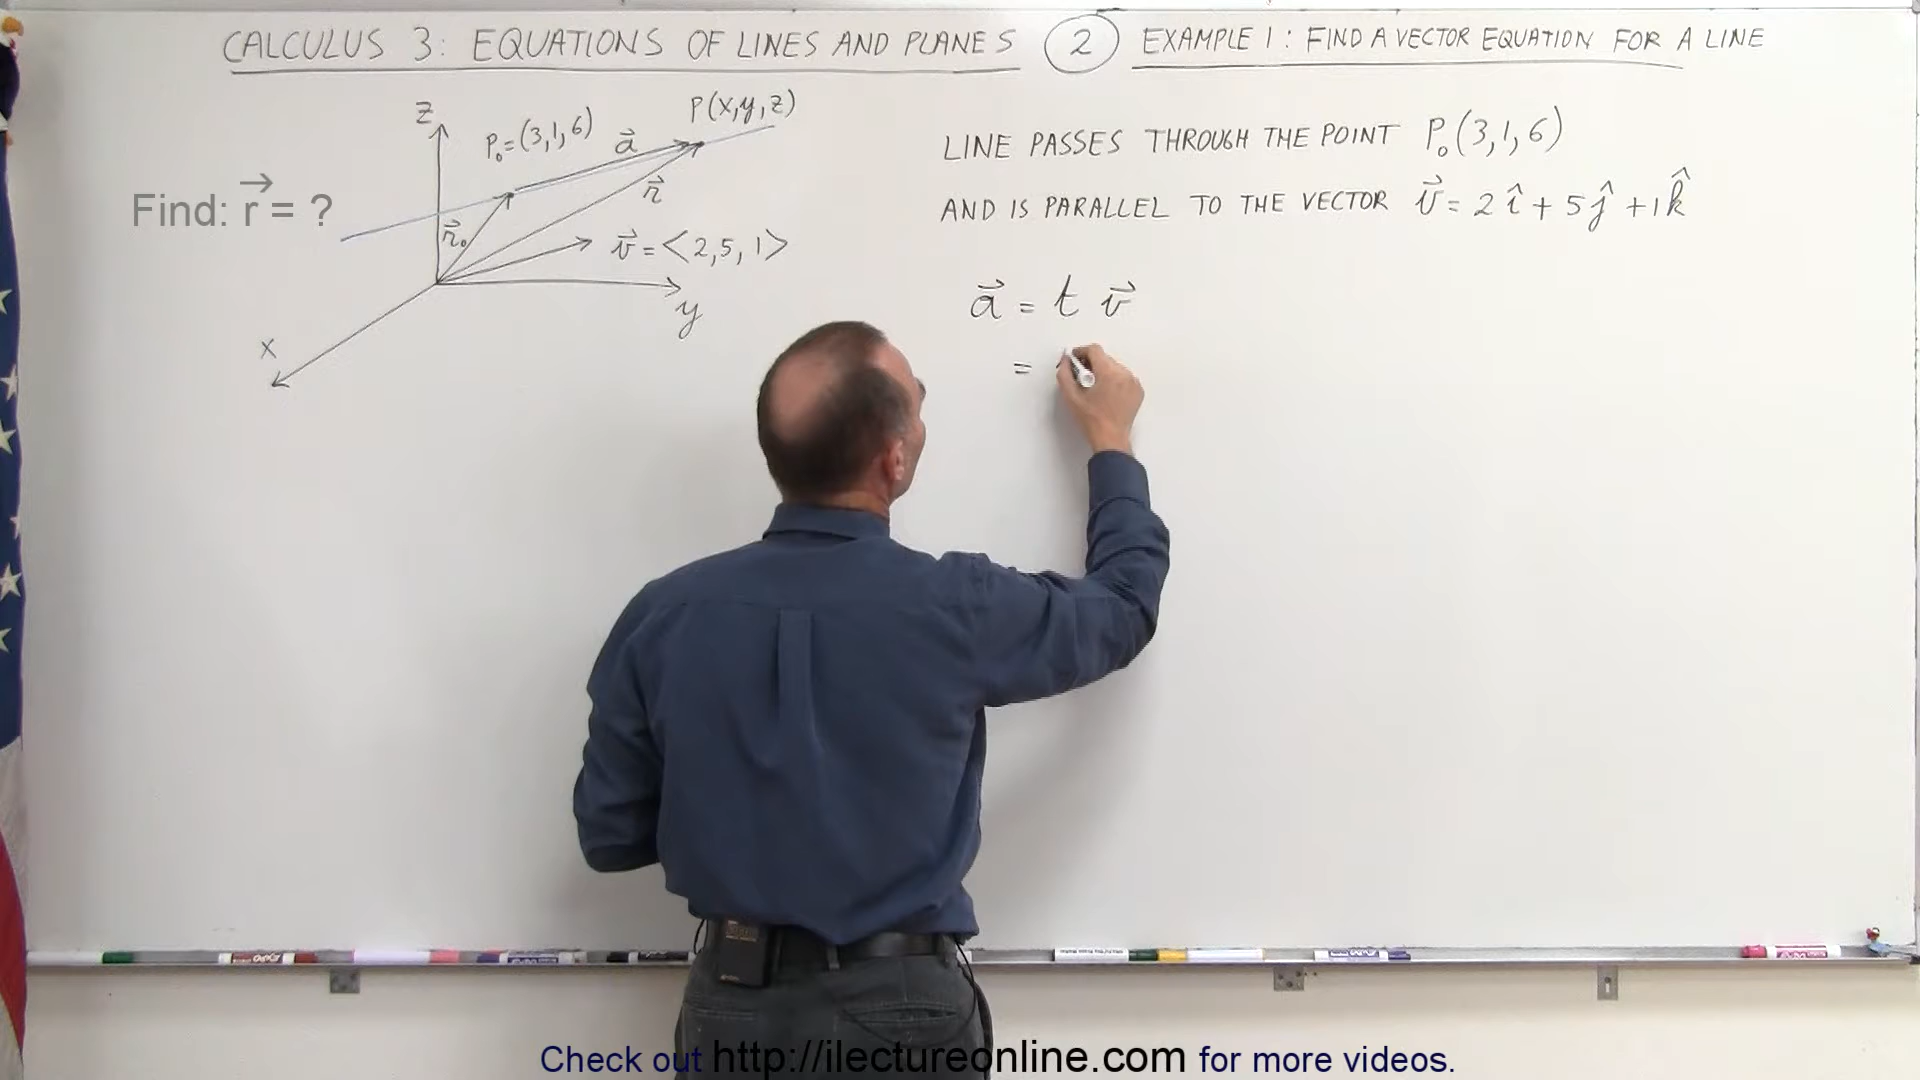 CALCULUS 3: EQUATIONS OF LINES AND PLANES (2) EXAMPLE 1: FIND A VECTOR EQUATION FOR A LINE
z
P₀=(3,1,6)
a⃗
P(x,y,z)
Find: r⃗ = ?
r⃗₀
r⃗
v⃗ = <2,5,1>
y
x
LINE PASSES THROUGH THE POINT P₀(3,1,6)
AND IS PARALLEL TO THE VECTOR v⃗ = 2î + 5ĵ + 1k̂
a⃗ = t v⃗
=
EXPO
Check out http://ilectureonline.com for more videos.